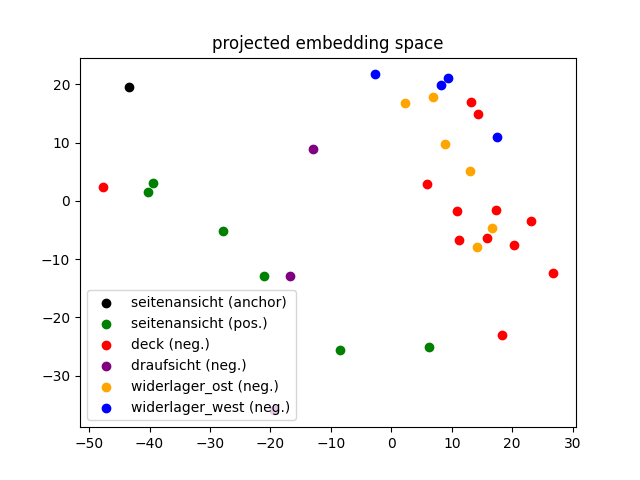 projected embedding space
20
10
0
−10
−20
−30
seitenansicht (anchor)
seitenansicht (pos.)
deck (neg.)
draufsicht (neg.)
widerlager_ost (neg.)
widerlager_west (neg.)
−50 −40 −30 −20 −10 0 10 20 30